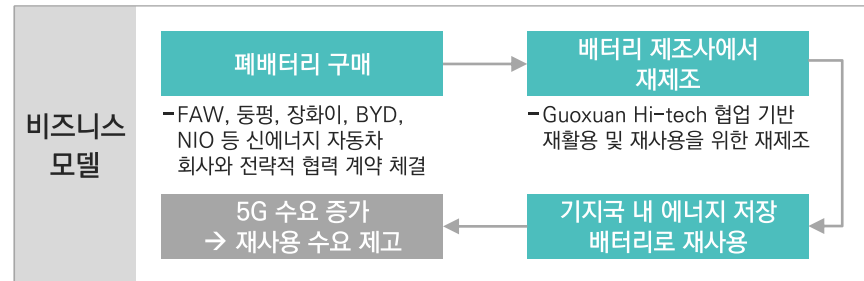 비즈니스
모델
폐배터리 구매
-FAW, 둥펑, 장화이, BYD,
NIO 등 신에너지 자동차
회사와 전략적 협력 계약 체결
배터리 제조사에서
재제조
-Guoxuan Hi-tech 협업 기반
재활용 및 재사용을 위한 재제조
기지국 내 에너지 저장
배터리로 재사용
5G 수요 증가
→ 재사용 수요 제고